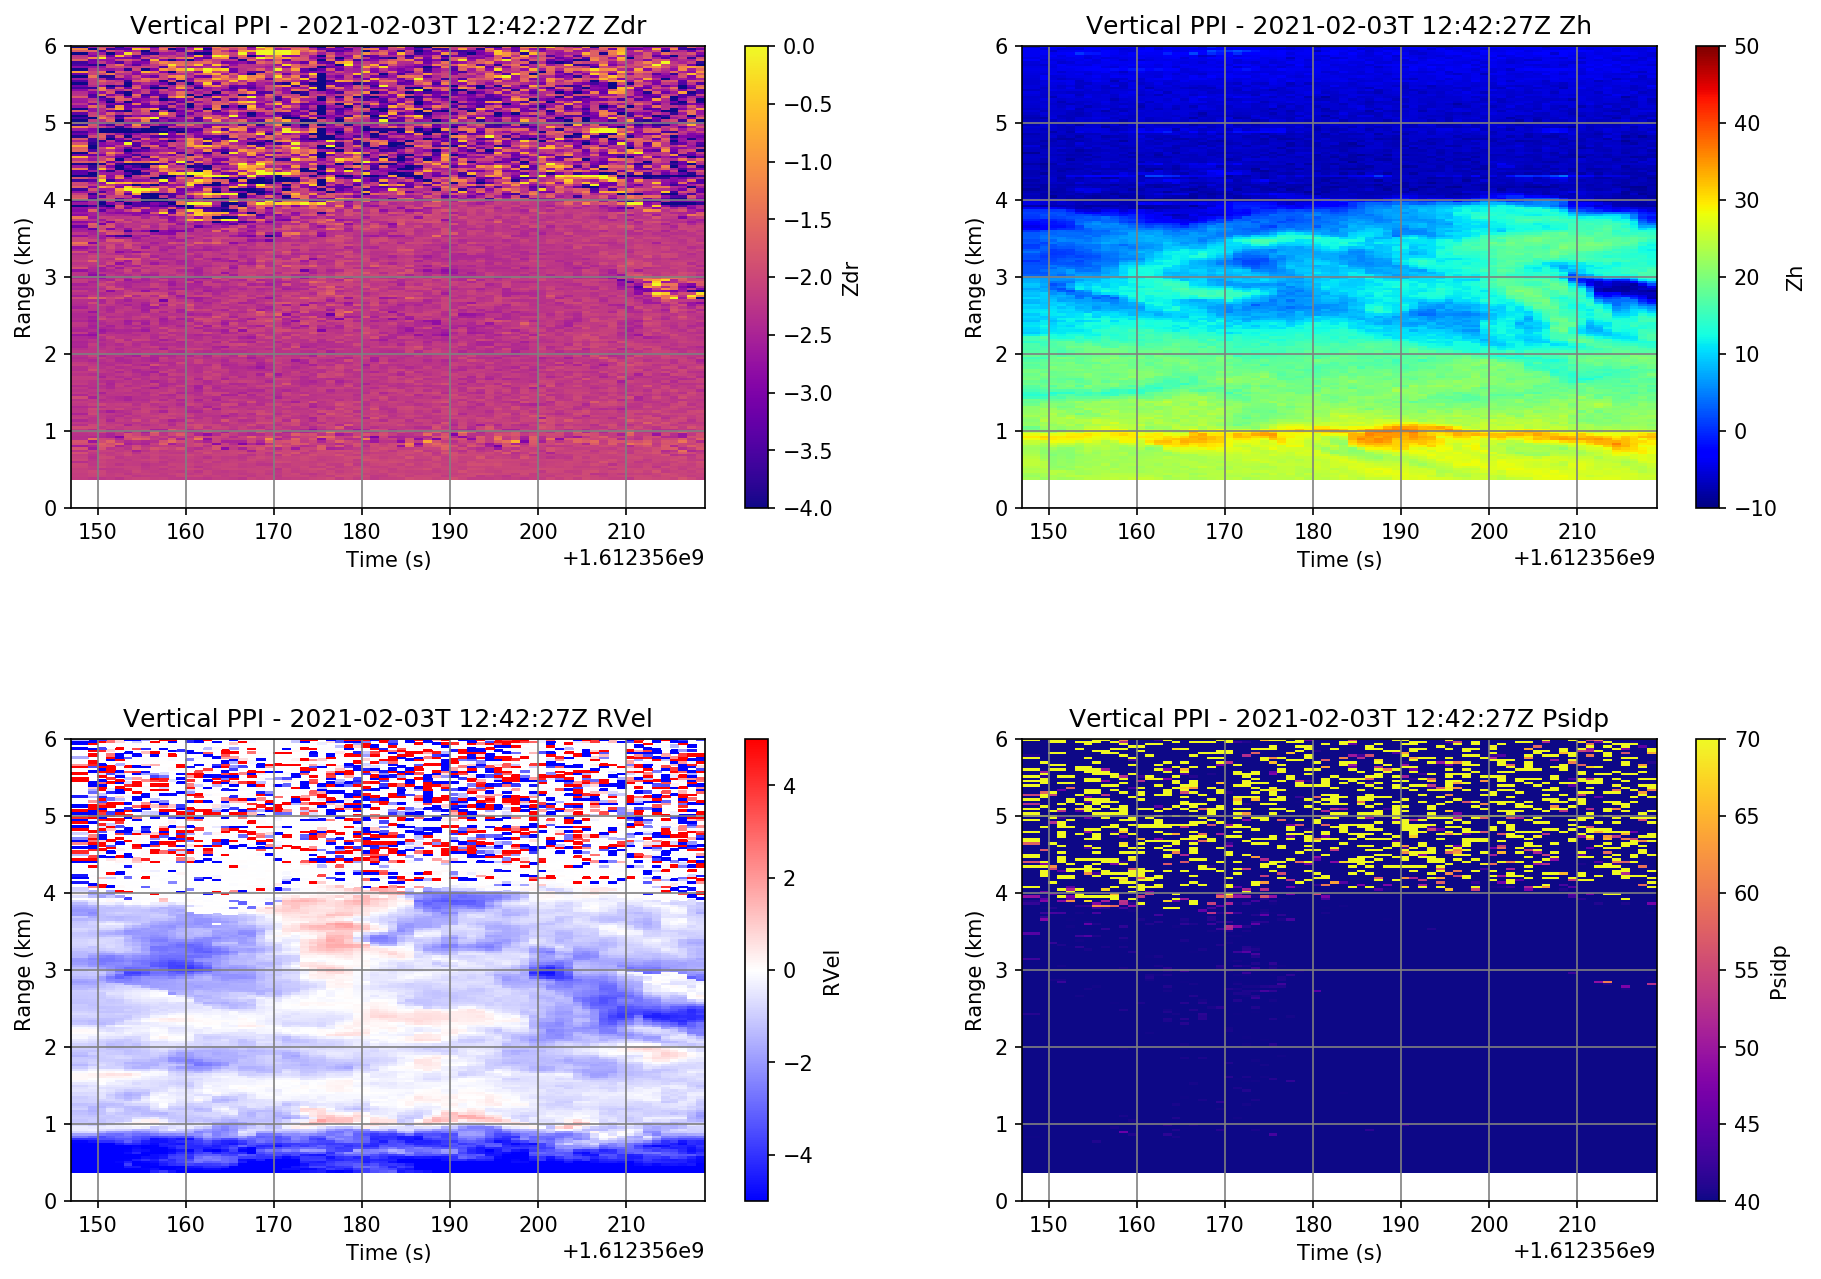 Vertical PPI - 2021-02-03T 12:42:27Z Zdr
6
5
4
3
2
1
0
Range (km)
150 160 170 180 190 200 210
Time (s)
+1.612356e9
0.0
−0.5
−1.0
−1.5
−2.0
−2.5
−3.0
−3.5
−4.0
Zdr
Vertical PPI - 2021-02-03T 12:42:27Z Zh
6
5
4
3
2
1
0
Range (km)
150 160 170 180 190 200 210
Time (s)
+1.612356e9
50
40
30
20
10
0
−10
Zh
Vertical PPI - 2021-02-03T 12:42:27Z RVel
6
5
4
3
2
1
0
Range (km)
150 160 170 180 190 200 210
Time (s)
+1.612356e9
4
2
0
−2
−4
RVel
Vertical PPI - 2021-02-03T 12:42:27Z Psidp
6
5
4
3
2
1
0
Range (km)
150 160 170 180 190 200 210
Time (s)
+1.612356e9
70
65
60
55
50
45
40
Psidp